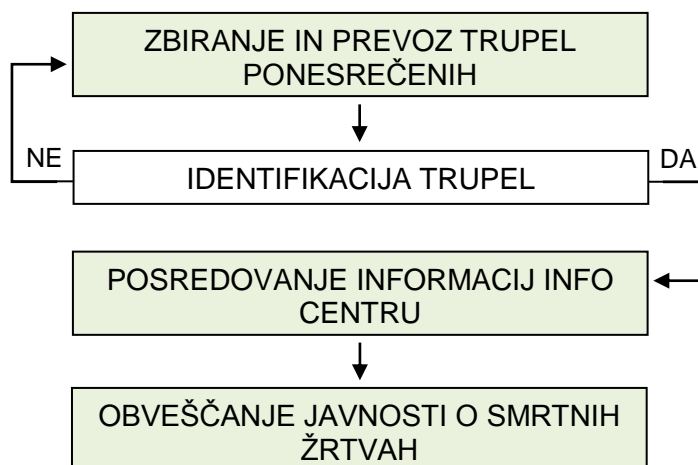 ZBIRANJE IN PREVOZ TRUPEL
PONESREČENIH
NE
IDENTIFIKACIJA TRUPEL
DA
POSREDOVANJE INFORMACIJ INFO
CENTRU
OBVEŠČANJE JAVNOSTI O SMRTNIH
ŽRTVAH